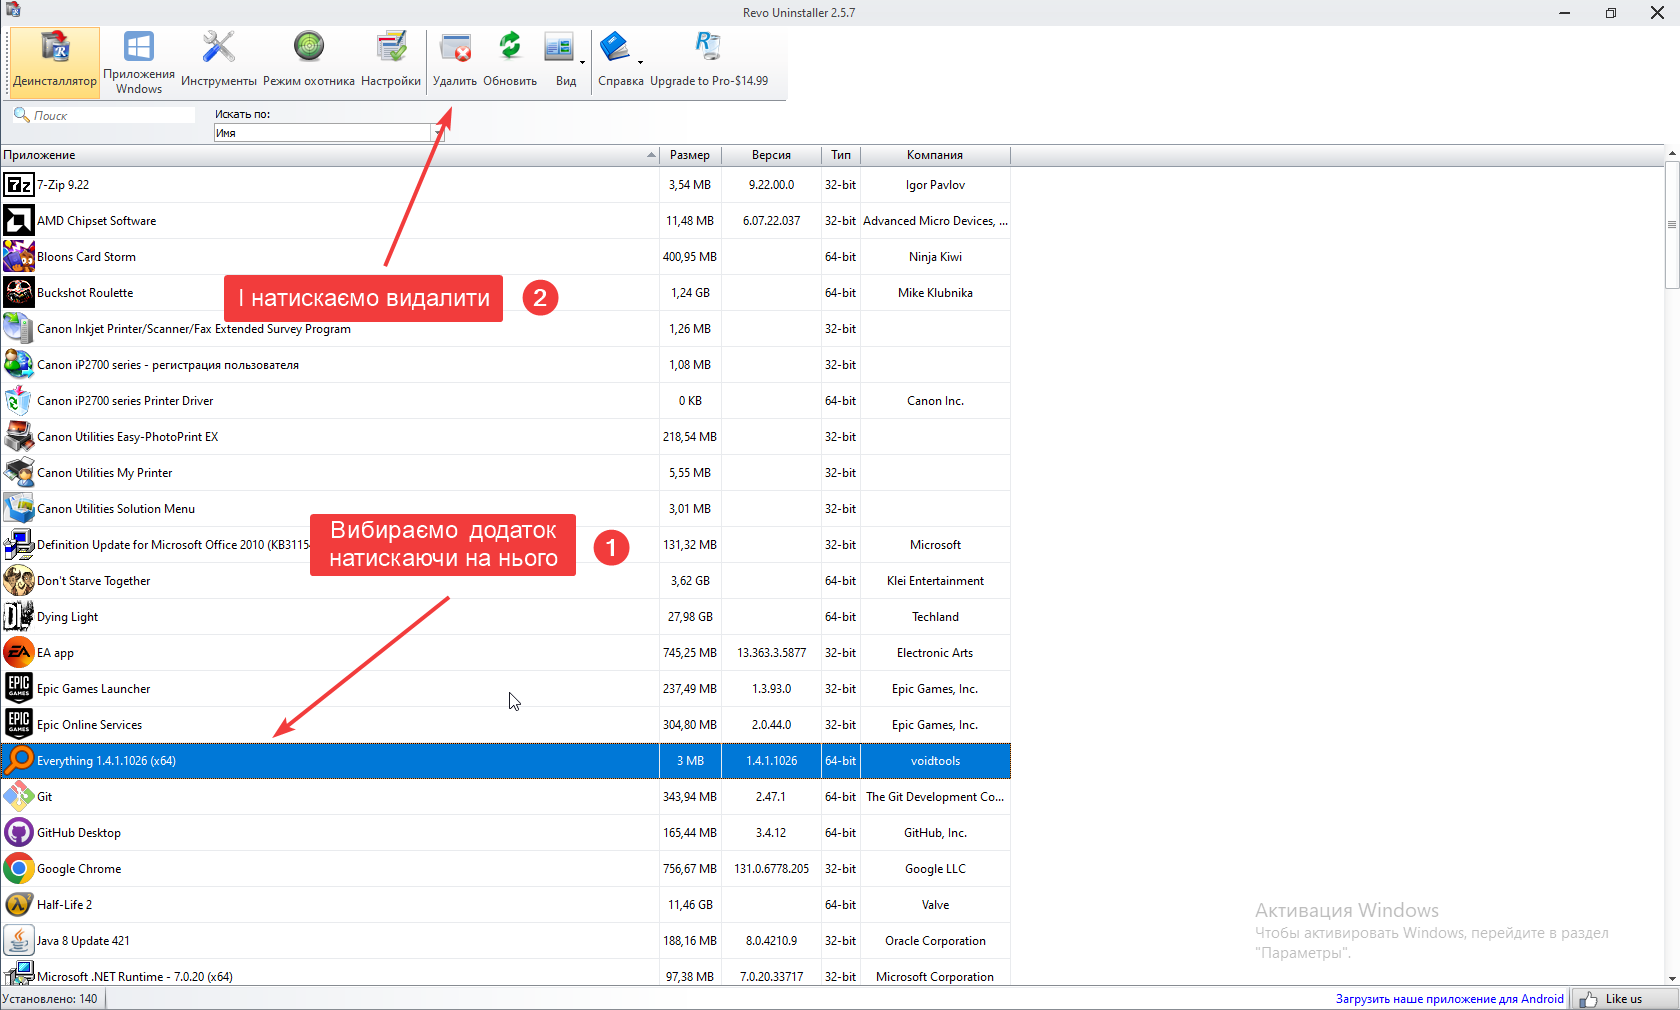 Revo Uninstaller 2.5.7
Деинсталлятор
Приложения
Wndows
Инструменты
Режим охотника
Настройки
Удалить
Обновить
Вид
Справка
Upgrade to Pro-$14.99
Поиск
Искать по:
Имя
Приложение Размер Версия Тип Компания
7-Zip 9.22 3,54 MB 9.22.00.0 32-bit Igor Pavlov
AMD Chipset Software 11,48 MB 6.07.22.037 32-bit Advanced Micro Devices, ...
Bloons Card Storm 400,95 MB 64-bit Ninja Kiwi
Buckshot Roulette 1,24 GB 64-bit Mike Klubnika
І натискаємо видалити 2
Canon Inkjet Printer/Scanner/Fax Extended Survey Program 1,26 MB 32-bit
Canon iP2700 series - регистрация пользователя 1,08 MB 32-bit
Canon iP2700 series Printer Driver 0 KB 64-bit Canon Inc.
Canon Utilities Easy-PhotoPrint EX 218,54 MB 32-bit
Canon Utilities My Printer 5,55 MB 32-bit
Canon Utilities Solution Menu 3,01 MB 32-bit
Вибираємо додаток
натискаючи на нього
1
Definition Update for Microsoft Office 2010 (KB3115 131,32 MB 32-bit Microsoft
Don't Starve Together 3,62 GB 64-bit Klei Entertainment
Dying Light 27,98 GB 64-bit Techland
EA app 745,25 MB 13.363.3.5877 32-bit Electronic Arts
Epic Games Launcher 237,49 MB 1.3.93.0 32-bit Epic Games, Inc.
Epic Online Services 304,80 MB 2.0.44.0 32-bit Epic Games, Inc.
Everything 1.4.1.1026 (x64) 3 MB 1.4.1.1026 64-bit voidtools
Git 343,94 MB 2.47.1 64-bit The Git Development Co...
GitHub Desktop 165,44 MB 3.4.12 64-bit GitHub, Inc.
Google Chrome 756,67 MB 131.0.6778.205 32-bit Google LLC
Half-Life 2 11,46 GB 64-bit Valve
Java 8 Update 421 188,16 MB 8.0.4210.9 32-bit Oracle Corporation
Microsoft .NET Runtime - 7.0.20 (x64) 97,38 MB 7.0.20.33717 32-bit Microsoft Corporation
Активация Windows
Чтобы активировать Windows, перейдите в раздел
"Параметры".
Установлено: 140
Загрузить наше приложение для Android
Like us